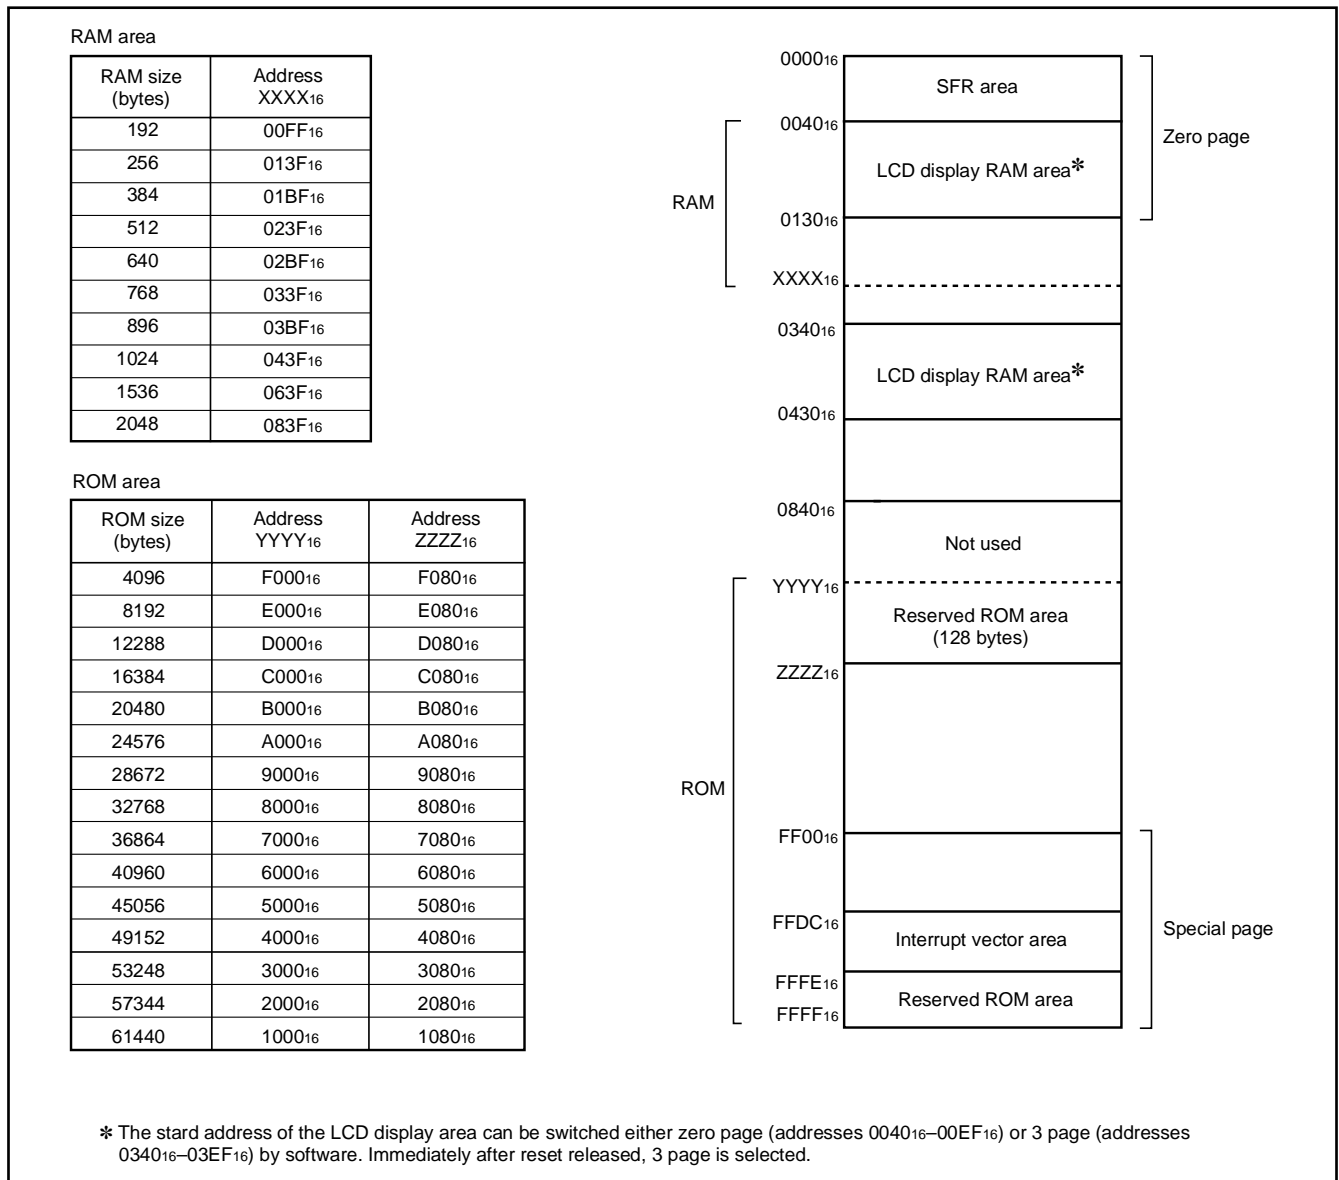 RAM area
RAM size (bytes) Address XXXX16
192 00FF16
256 013F16
384 01BF16
512 023F16
640 02BF16
768 033F16
896 03BF16
1024 043F16
1536 063F16
2048 083F16
ROM area
ROM size (bytes) Address YYYY16 Address ZZZZ16
4096 F00016 F08016
8192 E00016 E08016
12288 D00016 D08016
16384 C00016 C08016
20480 B00016 B08016
24576 A00016 A08016
28672 900016 908016
32768 800016 808016
36864 700016 708016
40960 600016 608016
45056 500016 508016
49152 400016 408016
53248 300016 308016
57344 200016 208016
61440 100016 108016
000016
SFR area
004016
Zero page
LCD display RAM area✻
RAM
013016
XXXX16
034016
LCD display RAM area✻
043016
084016
Not used
YYYY16
Reserved ROM area
(128 bytes)
ZZZZ16
ROM
FF0016
FFDC16
Special page
Interrupt vector area
FFFE16
Reserved ROM area
FFFF16
✻ The stard address of the LCD display area can be switched either zero page (addresses 004016–00EF16) or 3 page (addresses
034016–03EF16) by software. Immediately after reset released, 3 page is selected.